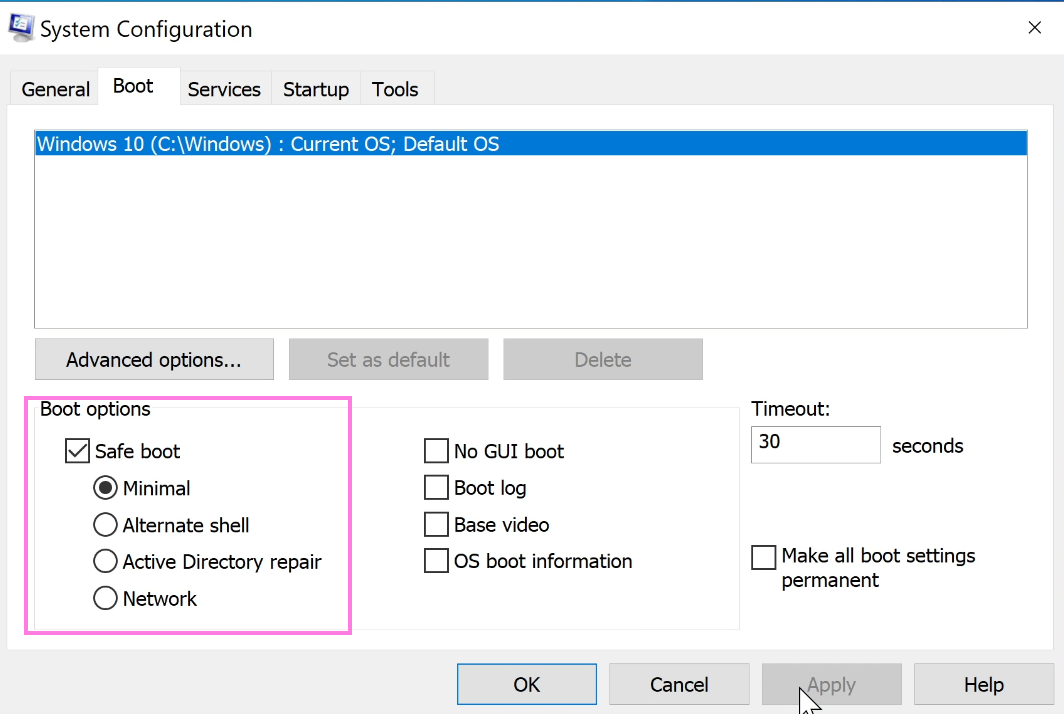 System Configuration
General Boot Services Startup Tools
Windows 10 (C:\Windows) : Current OS; Default OS
Advanced options... Set as default Delete
Boot options
Safe boot
Minimal
Alternate shell
Active Directory repair
Network
No GUI boot
Boot log
Base video
OS boot information
Timeout:
30 seconds
Make all boot settings
permanent
OK Cancel Apply Help